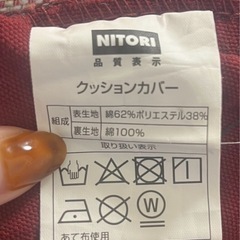 NITORI
品質表示
クッションカバー
組成
表生地 綿62%ポリエステル38%
裏生地 綿100%
取り扱い表示
W
あて布使用